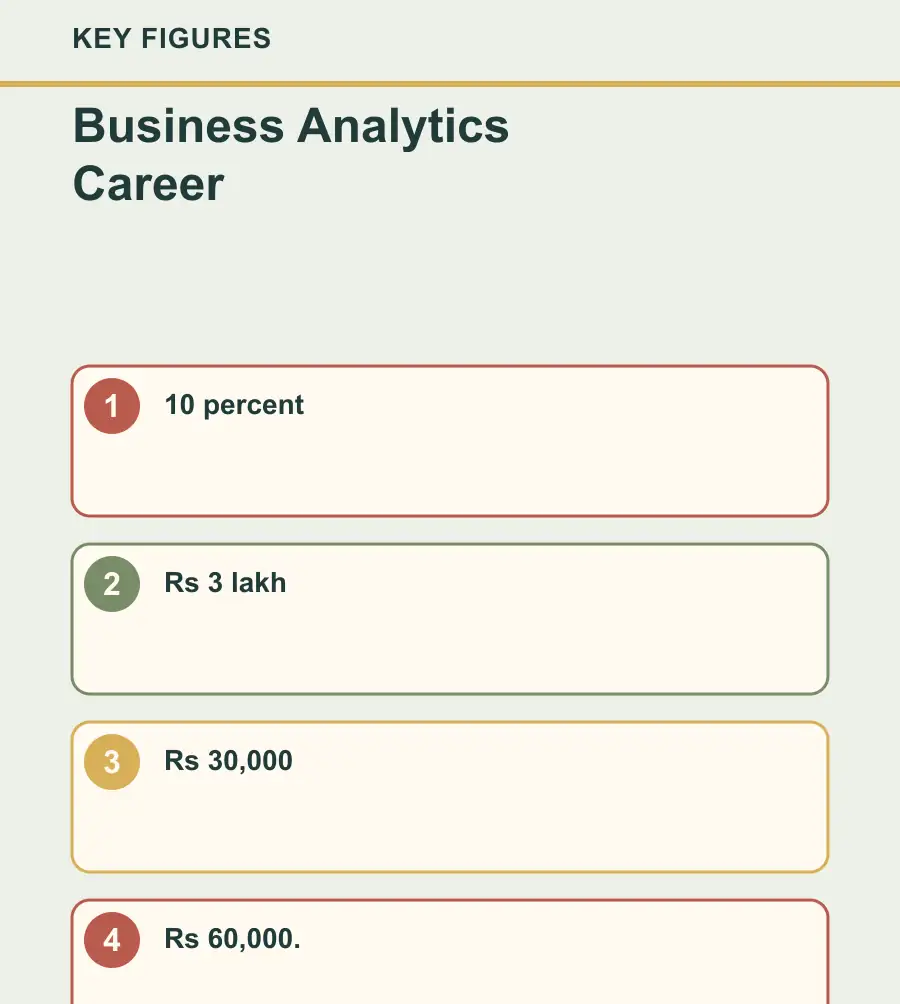 KEY FIGURES
Business Analytics
Career
1 10 percent
2 Rs 3 lakh
3 Rs 30,000
4 Rs 60,000.